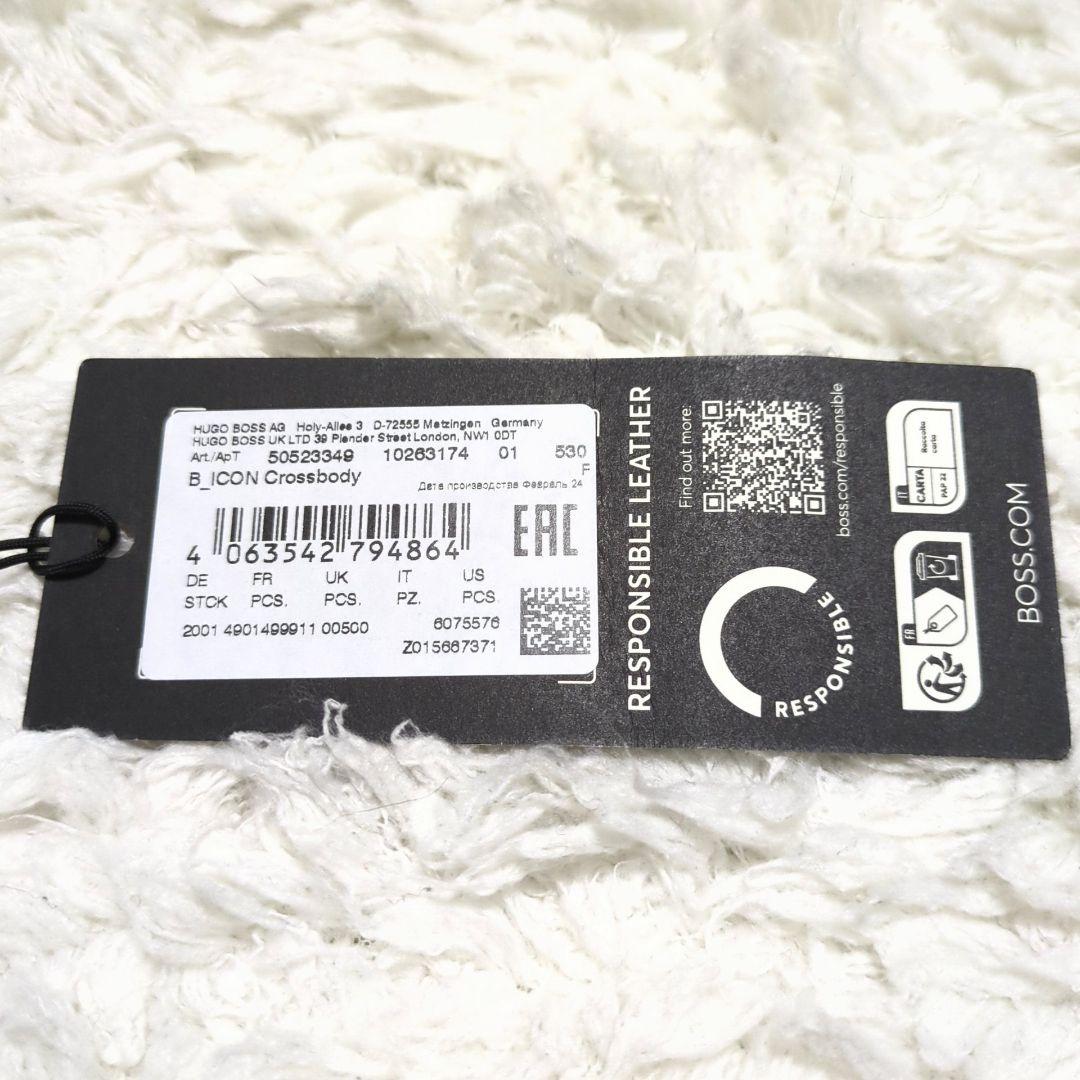 HUGO BOSS AG Holy-Allee 3 D-72555 Metzingen Germany
HUGO BOSS UK LTD 39 Plender Street London, NW1 0DT
Art./Арт 50523349 10263174 01 530
F
B_ICON Crossbody
Дата производства Февраль 24
4 063542 794864
EAC
DE FR UK IT US
STCK PCS. PCS. PZ. PCS.
2001 4901499911 00500 6075576
Z015667371
RESPONSIBLE LEATHER
Find out more:
boss.com/responsible
RESPONSIBLE
IT
CARTA
PAP 22
Raccolta
carta
FR
BOSS.COM